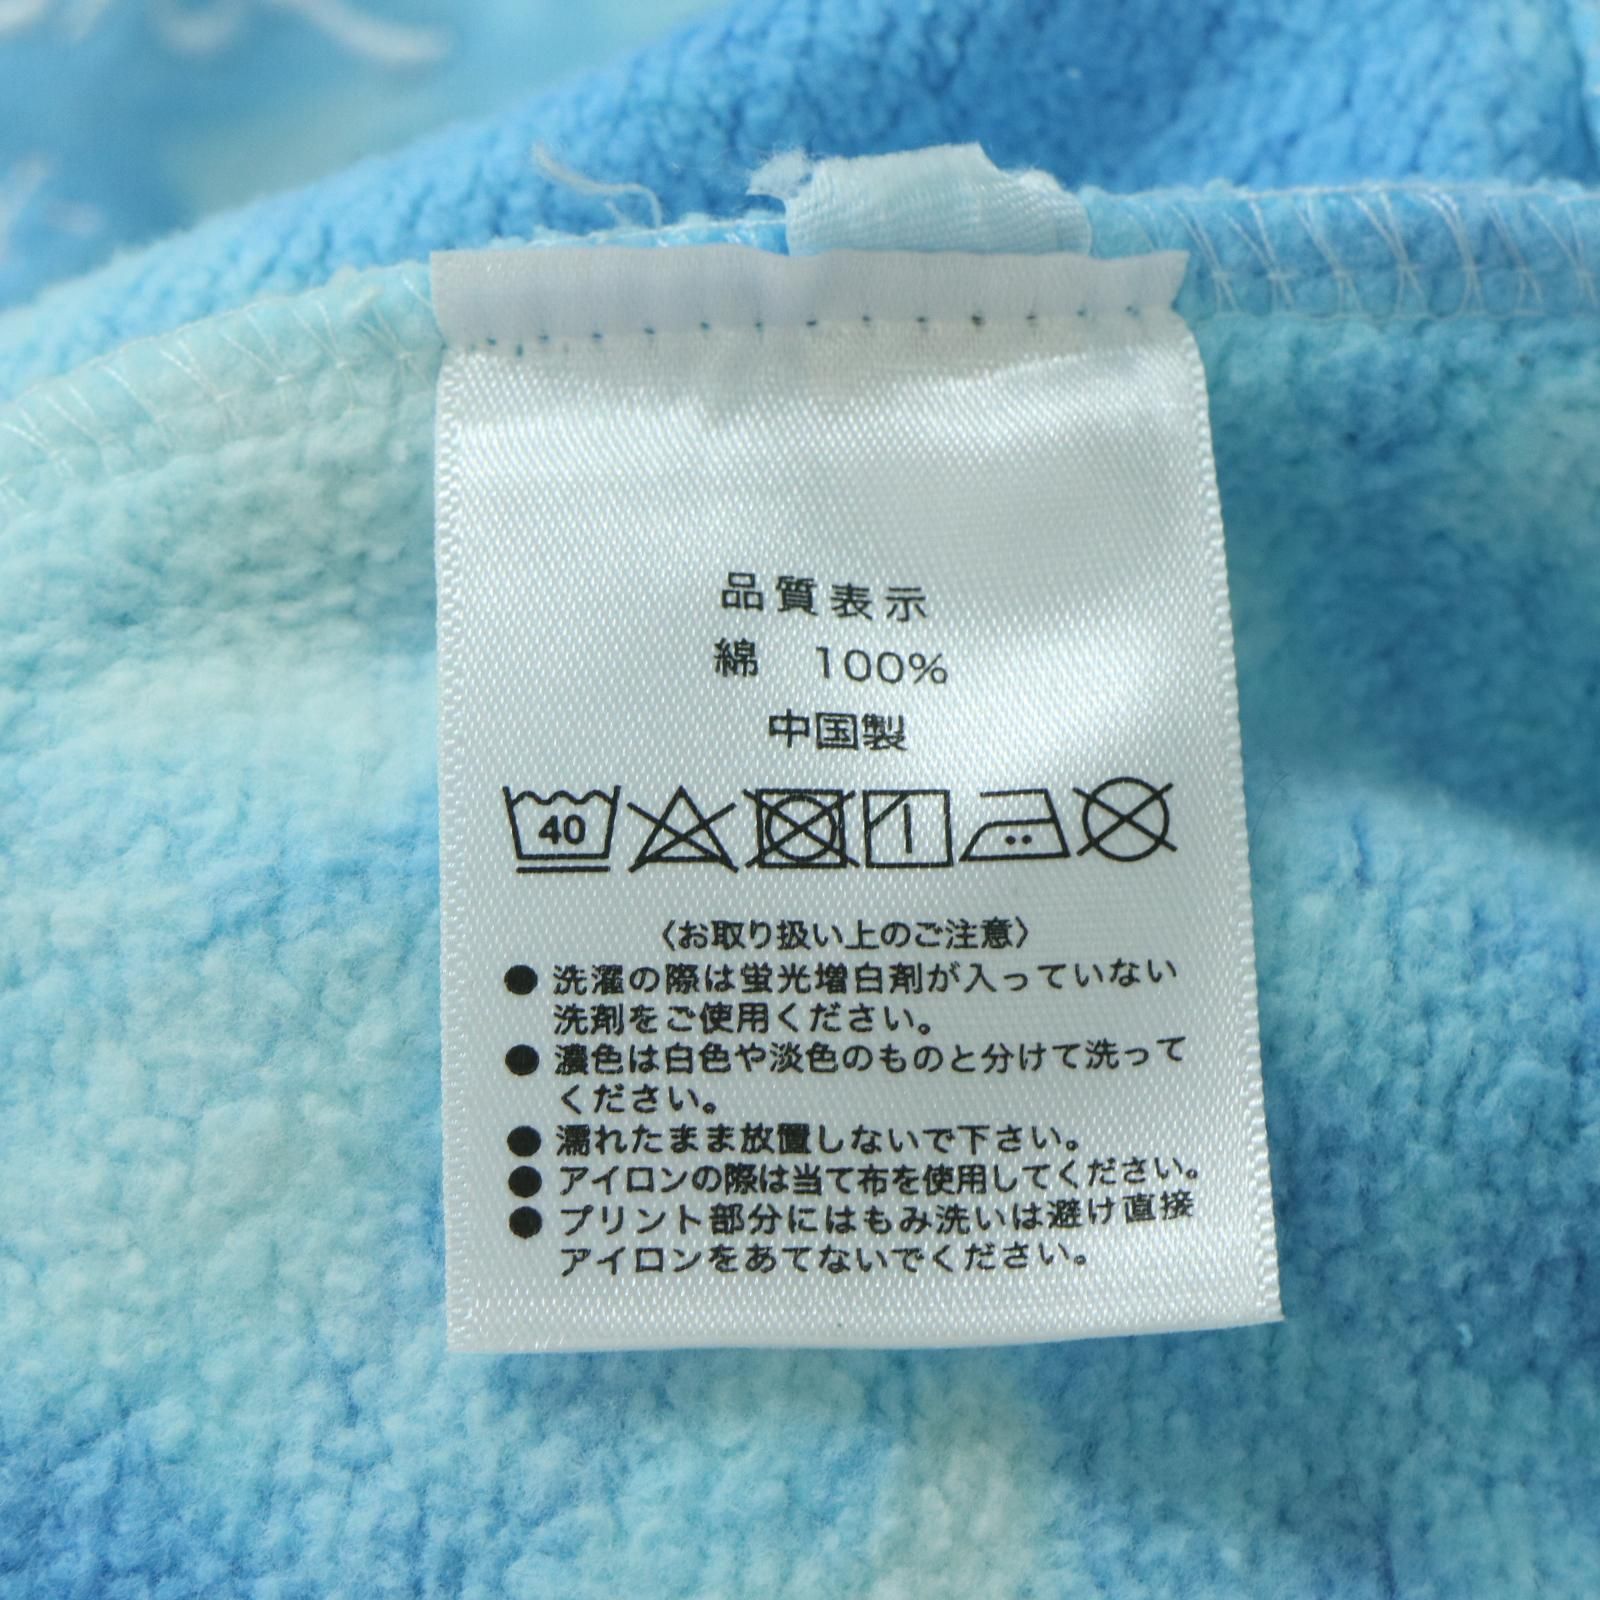 品質表示
綿 100%
中国製
40
〈お取り扱い上のご注意〉
● 洗濯の際は蛍光増白剤が入っていない
洗剤をご使用ください。
● 濃色は白色や淡色のものと分けて洗って
ください。
● 濡れたまま放置しないで下さい。
● アイロンの際は当て布を使用してください。
● プリント部分にはもみ洗いは避け直接
アイロンをあてないでください。